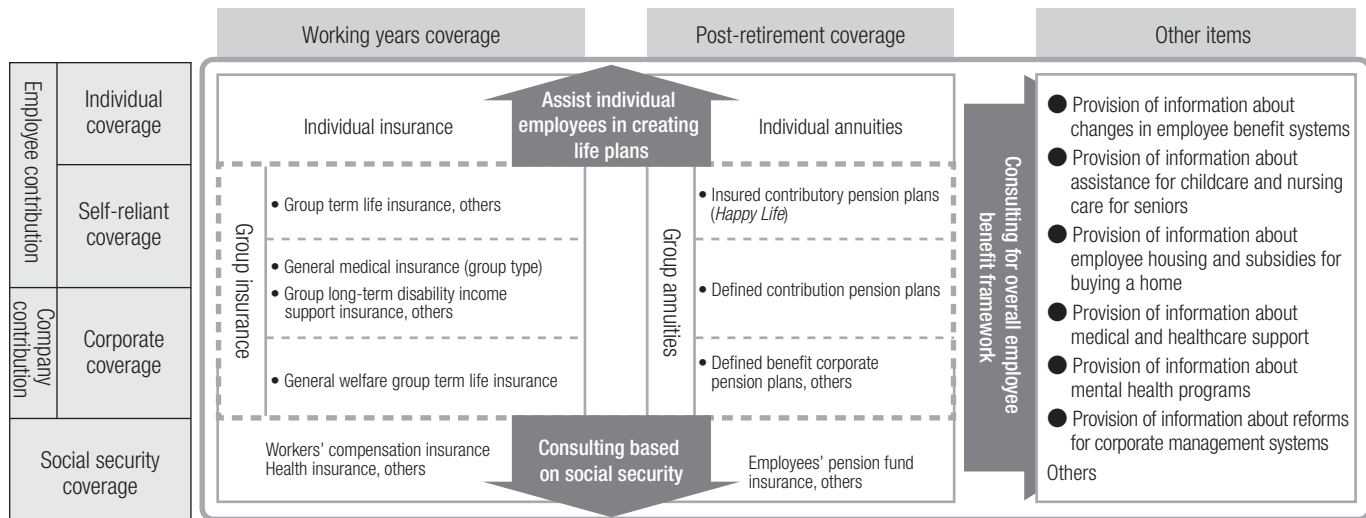 Working years coverage
Post-retirement coverage
Other items
Employee contribution
Individual
coverage
Self-reliant
coverage
Company
contribution
Corporate
coverage
Social security
coverage
Individual insurance
Assist individual
employees in creating
life plans
Individual annuities
Group insurance
• Group term life insurance, others
• General medical insurance (group type)
• Group long-term disability income
support insurance, others
• General welfare group term life insurance
Group annuities
• Insured contributory pension plans
(Happy Life)
• Defined contribution pension plans
• Defined benefit corporate
pension plans, others
Workers’ compensation insurance
Health insurance, others
Consulting based
on social security
Employees’ pension fund
insurance, others
Consulting for overall employee
benefit framework
● Provision of information about
changes in employee benefit systems
● Provision of information about
assistance for childcare and nursing
care for seniors
● Provision of information about
employee housing and subsidies for
buying a home
● Provision of information about
medical and healthcare support
● Provision of information about
mental health programs
● Provision of information about reforms
for corporate management systems
Others